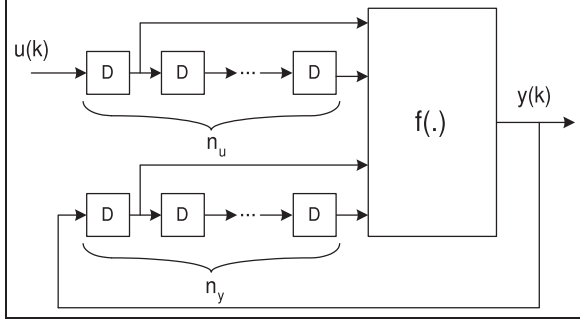 u(k)
D D ... D
n_u
f(.)
y(k)
D D ... D
n_y